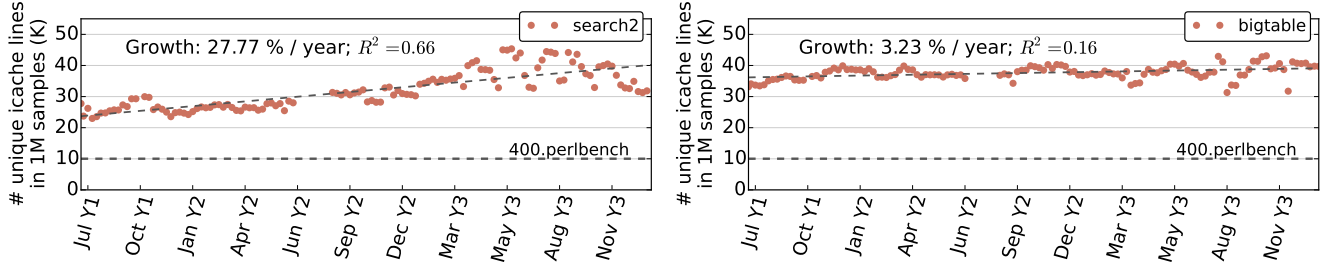 # unique icache lines
in 1M samples (K)
50
40
30
20
10
0
search2
Growth: 27.77 % / year; R² =0.66
400.perlbench
Jul Y1
Oct Y1
Jan Y2
Apr Y2
Jun Y2
Sep Y2
Dec Y2
Mar Y3
May Y3
Aug Y3
Nov Y3
# unique icache lines
in 1M samples (K)
50
40
30
20
10
0
bigtable
Growth: 3.23 % / year; R² =0.16
400.perlbench
Jul Y1
Oct Y1
Jan Y2
Apr Y2
Jun Y2
Sep Y2
Dec Y2
Mar Y3
May Y3
Aug Y3
Nov Y3